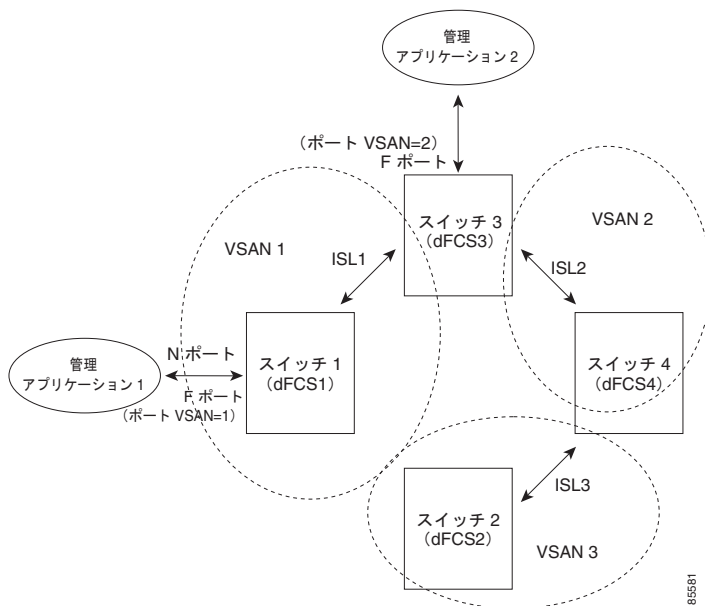 管理
アプリケーション 2
（ポート VSAN=2）
F ポート
スイッチ 3
（dFCS3）
VSAN 2
VSAN 1
ISL1
ISL2
管理
アプリケーション 1
N ポート
F ポート
（ポート VSAN=1）
スイッチ 1
（dFCS1）
スイッチ 4
（dFCS4）
ISL3
スイッチ 2
（dFCS2）
VSAN 3
85581